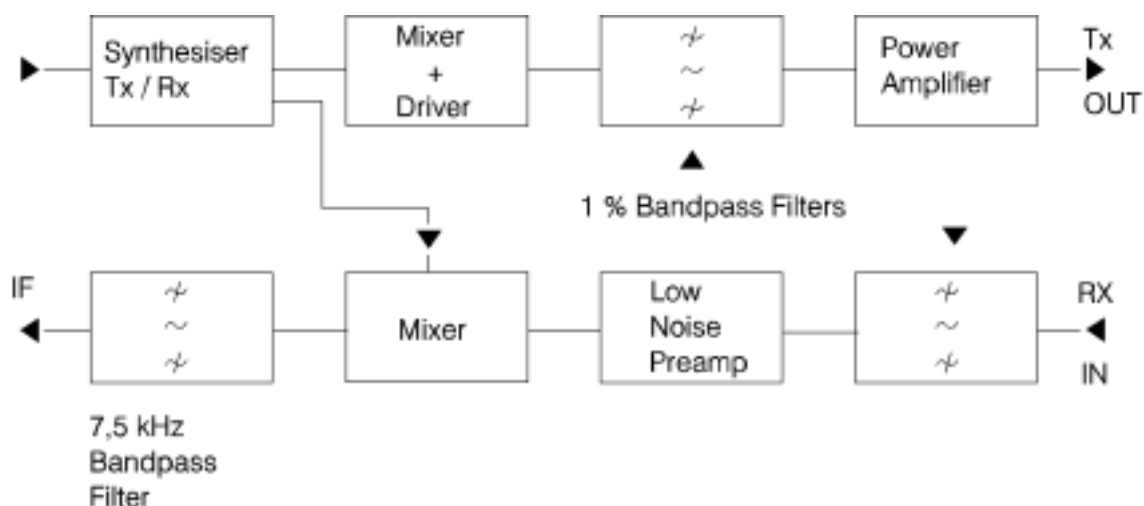 Synthesiser
Tx / Rx
Mixer
+
Driver
Power
Amplifier
Tx
OUT
1 % Bandpass Filters
IF
Mixer
Low
Noise
Preamp
RX
IN
7,5 kHz
Bandpass
Filter